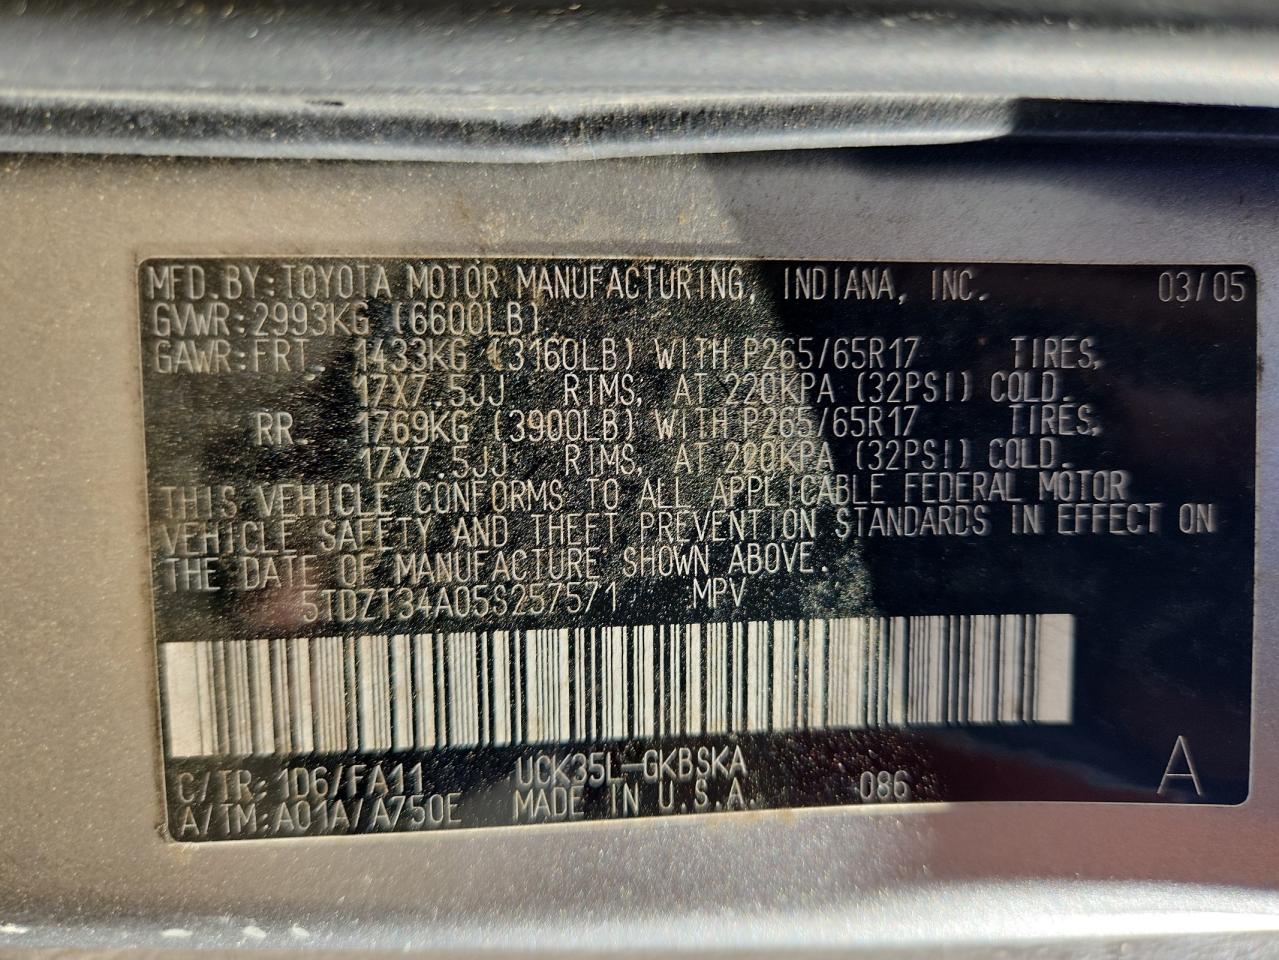 MFD.BY:TOYOTA MOTOR MANUFACTURING, INDIANA, INC. 03/05
GVWR:2993KG (6600LB)
GAWR:FRT. 1433KG (3160LB) WITH P265/65R17 TIRES,
17X7.5JJ RIMS, AT 220KPA (32PSI) COLD.
RR. 1769KG (3900LB) WITH P265/65R17 TIRES,
17X7.5JJ RIMS, AT 220KPA (32PSI) COLD.
THIS VEHICLE CONFORMS TO ALL APPLICABLE FEDERAL MOTOR
VEHICLE SAFETY AND THEFT PREVENTION STANDARDS IN EFFECT ON
THE DATE OF MANUFACTURE SHOWN ABOVE.
5TDZT34A05S257571 MPV
C/TR:1D6/FA11 UCK35L-GKBSKA
A/TM:A01A/A750E MADE IN U.S.A. 086 A